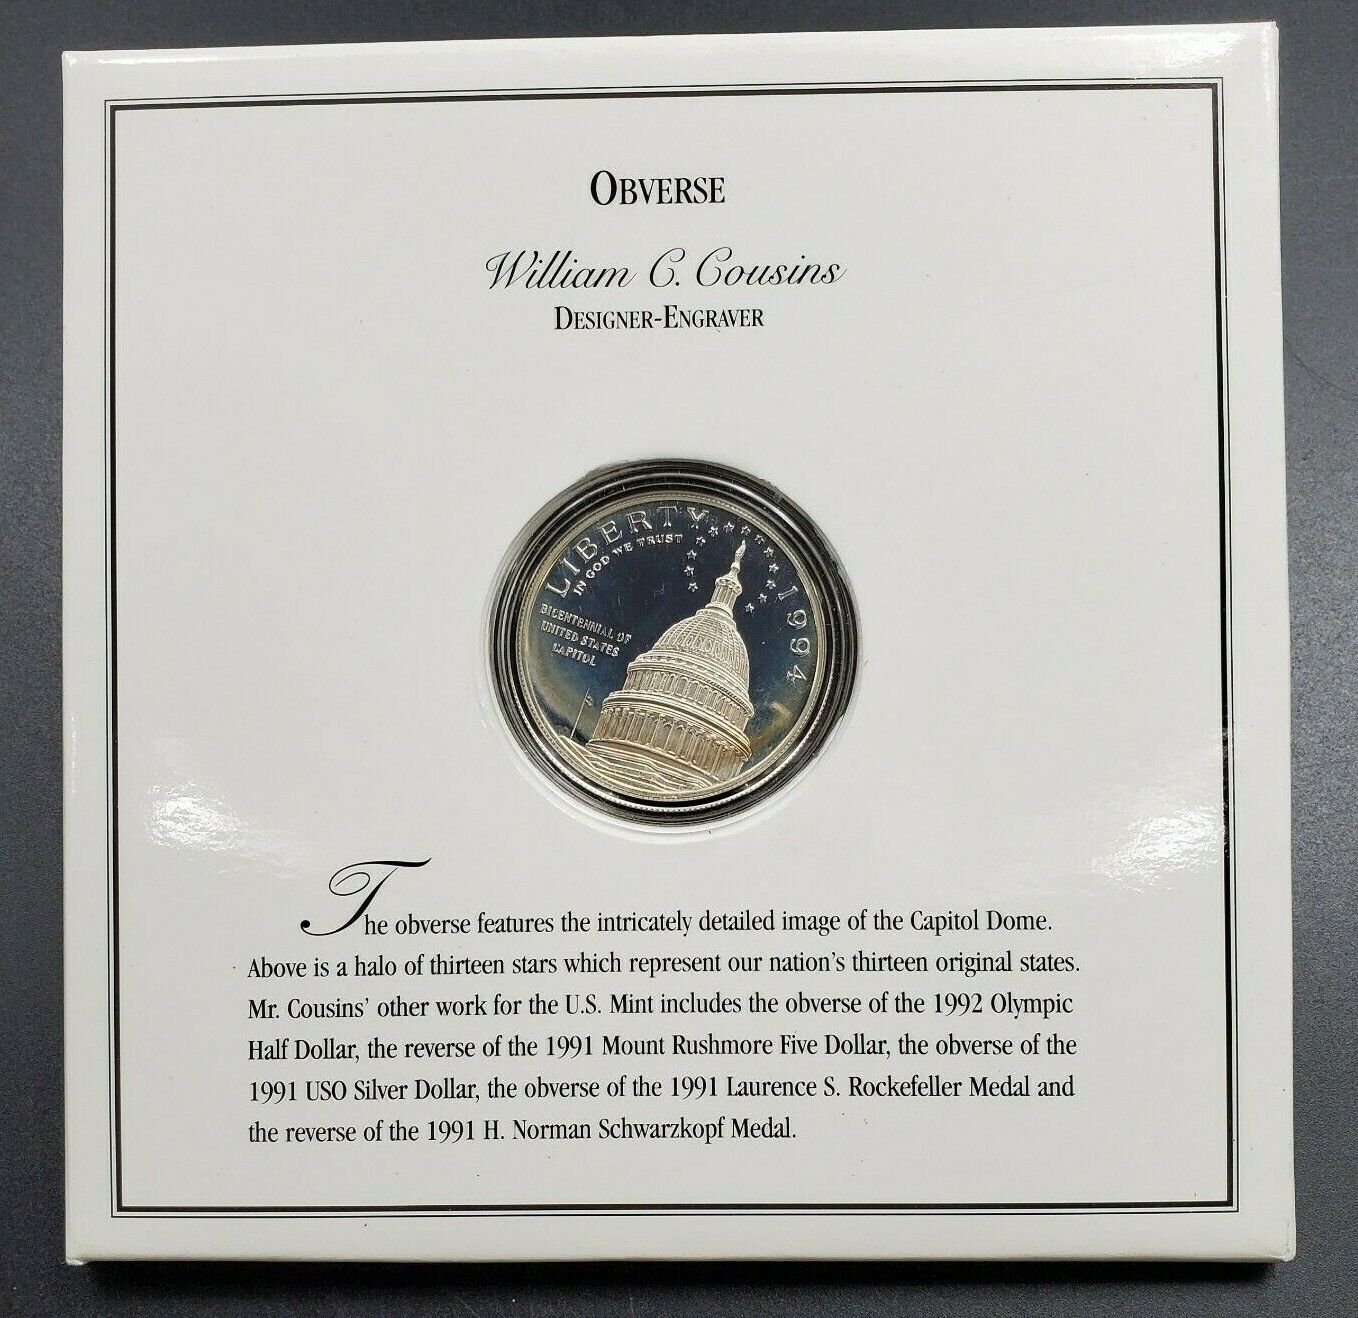 OBVERSE
William C. Cousins
DESIGNER-ENGRAVER
LIBERTY
IN GOD WE TRUST
1994
BICENTENNIAL OF
UNITED STATES
CAPITOL
The obverse features the intricately detailed image of the Capitol Dome.
Above is a halo of thirteen stars which represent our nation's thirteen original states.
Mr. Cousins' other work for the U.S. Mint includes the obverse of the 1992 Olympic
Half Dollar, the reverse of the 1991 Mount Rushmore Five Dollar, the obverse of the
1991 USO Silver Dollar, the obverse of the 1991 Laurence S. Rockefeller Medal and
the reverse of the 1991 H. Norman Schwarzkopf Medal.